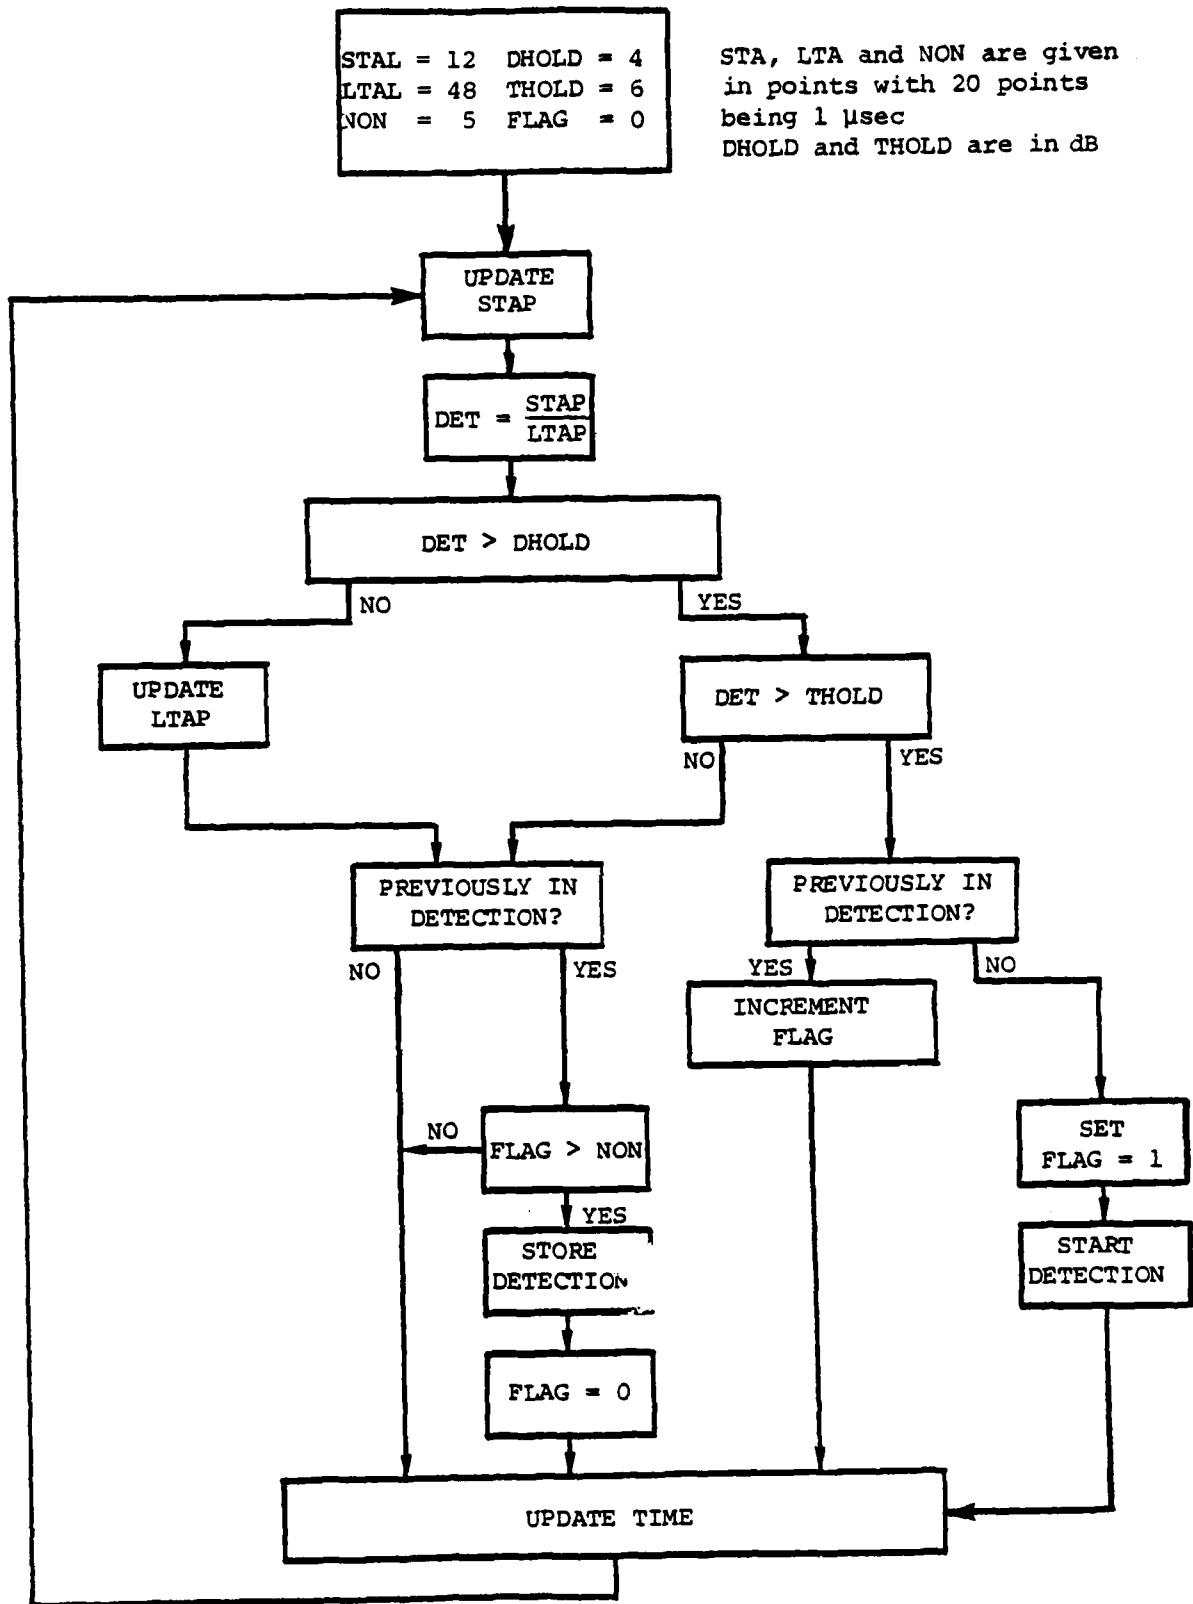 STAL = 12 DHOLD = 4
LTAL = 48 THOLD = 6
NON = 5 FLAG = 0
STA, LTA and NON are given
in points with 20 points
being 1 µsec
DHOLD and THOLD are in dB
UPDATE
STAP
DET = STAP
LTAP
DET > DHOLD
NO
YES
UPDATE
LTAP
DET > THOLD
NO
YES
PREVIOUSLY IN
DETECTION?
PREVIOUSLY IN
DETECTION?
NO
YES
YES
NO
INCREMENT
FLAG
NO
FLAG > NON
SET
FLAG = 1
YES
STORE
DETECTION
START
DETECTION
FLAG = 0
UPDATE TIME